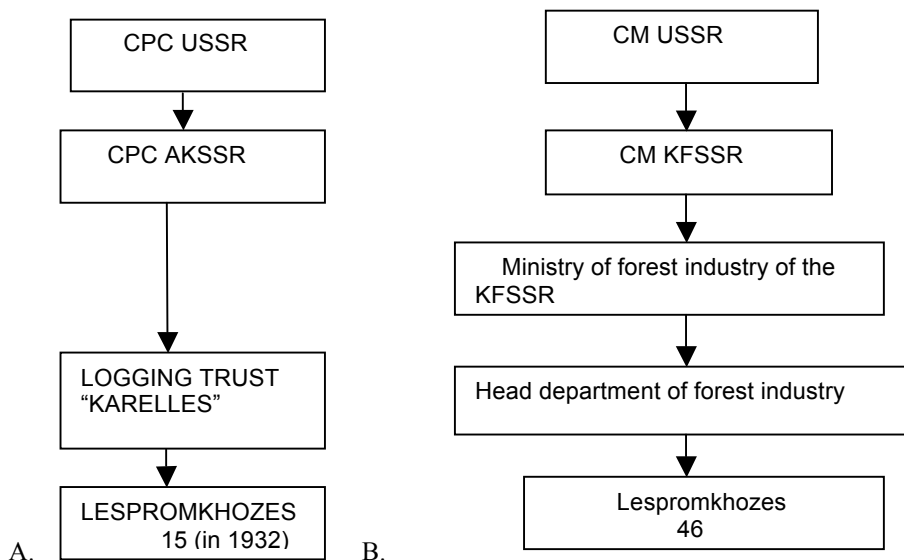 CPC USSR
CPC AKSSR
LOGGING TRUST
“KARELLES”
LESPROMKHOZES
15 (in 1932)
A.
CM USSR
CM KFSSR
Ministry of forest industry of the
KFSSR
Head department of forest industry
Lespromkhozes
46
B.